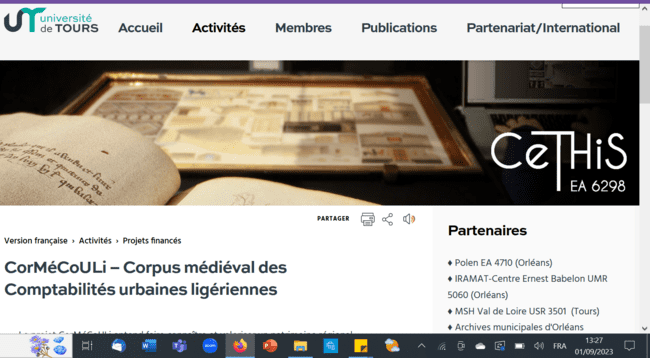 université
de TOURS
Accueil
Activités
Membres
Publications
Partenariat/International
CeTHiS
EA 6298
PARTAGER
Version française › Activités › Projets financés
CorMéCoULi – Corpus médiéval des
Comptabilités urbaines ligériennes
Partenaires
♦ Polen EA 4710 (Orléans)
♦ IRAMAT-Centre Ernest Babelon UMR
5060 (Orléans)
♦ MSH Val de Loire USR 3501 (Tours)
♦ Archives municipales d'Orléans
FRA
13:27
01/09/2023